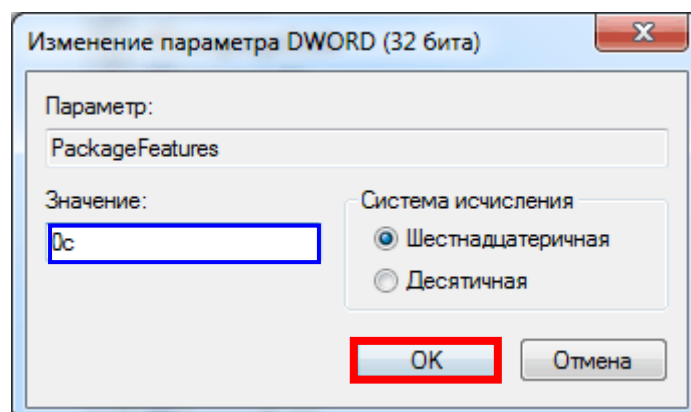 Изменение параметра DWORD (32 бита)
Параметр:
PackageFeatures
Значение:
0c
Система исчисления
Шестнадцатеричная
Десятичная
OK
Отмена